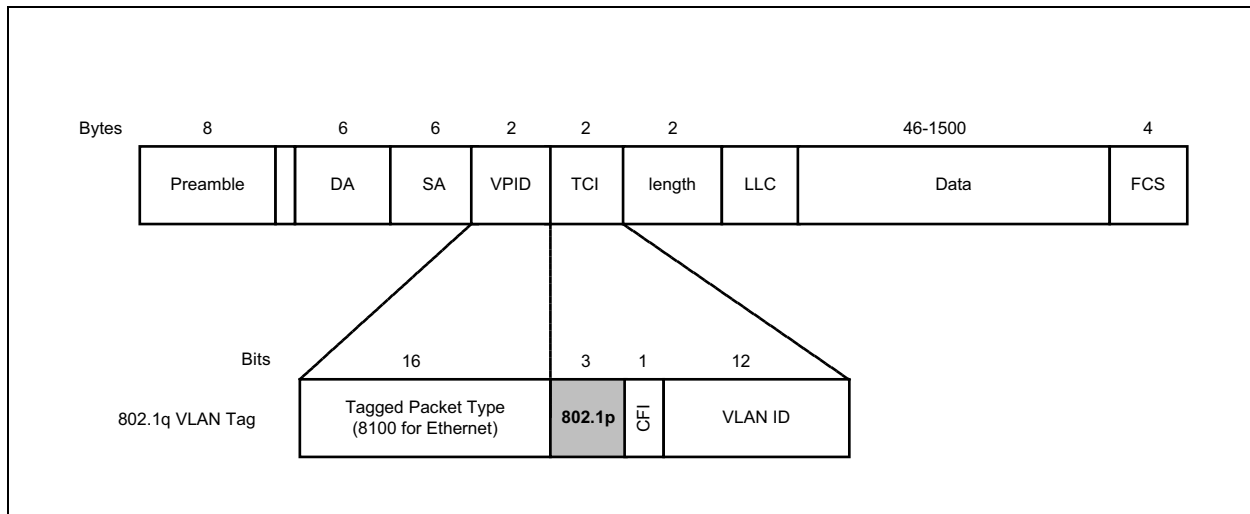 Bytes 8 6 6 2 2 2 46-1500 4
Preamble DA SA VPID TCI length LLC Data FCS
Bits 16 3 1 12
802.1q VLAN Tag
Tagged Packet Type
(8100 for Ethernet)
802.1p
CFI
VLAN ID